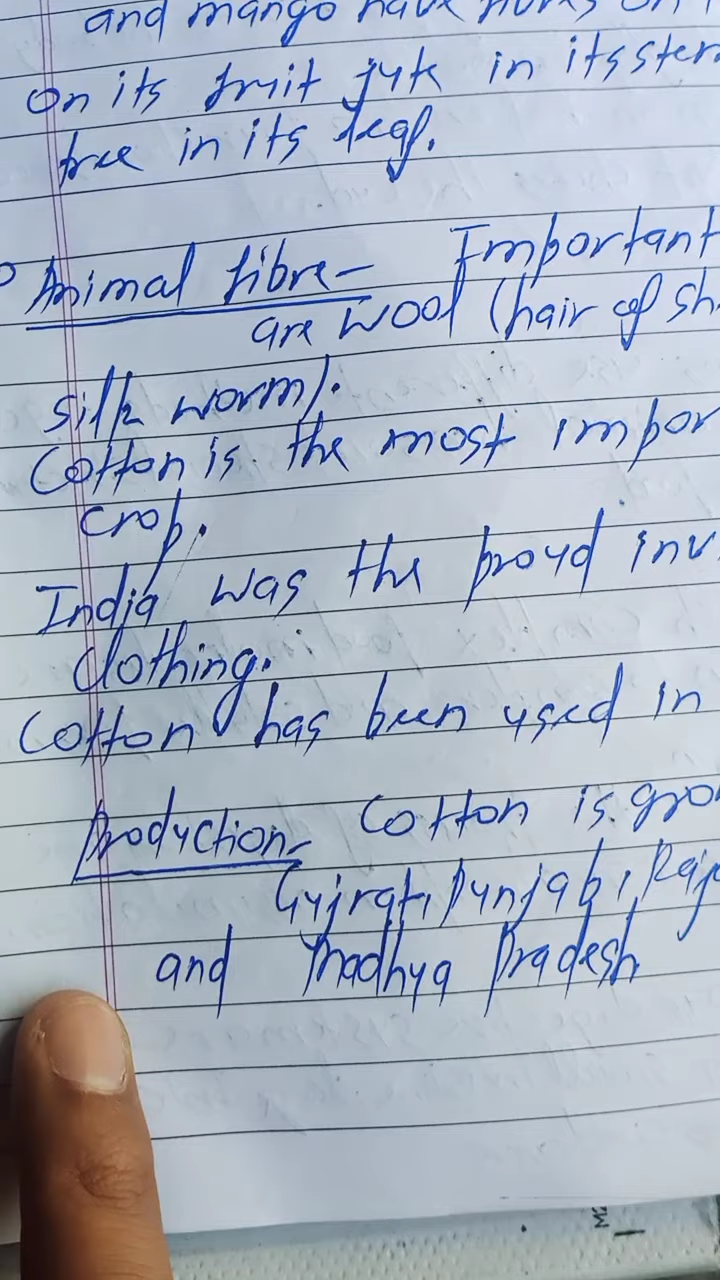 and mango have
on its fruit jute in its
tree in its leaf.
Animal fibre- Important
are wool (hair of
silk worm).
Cotton is the most
crop.
India was the proud
clothing.
Cotton has been used in
Production- Cotton is
Gujrat, Punjab,
and Madhya Pradesh